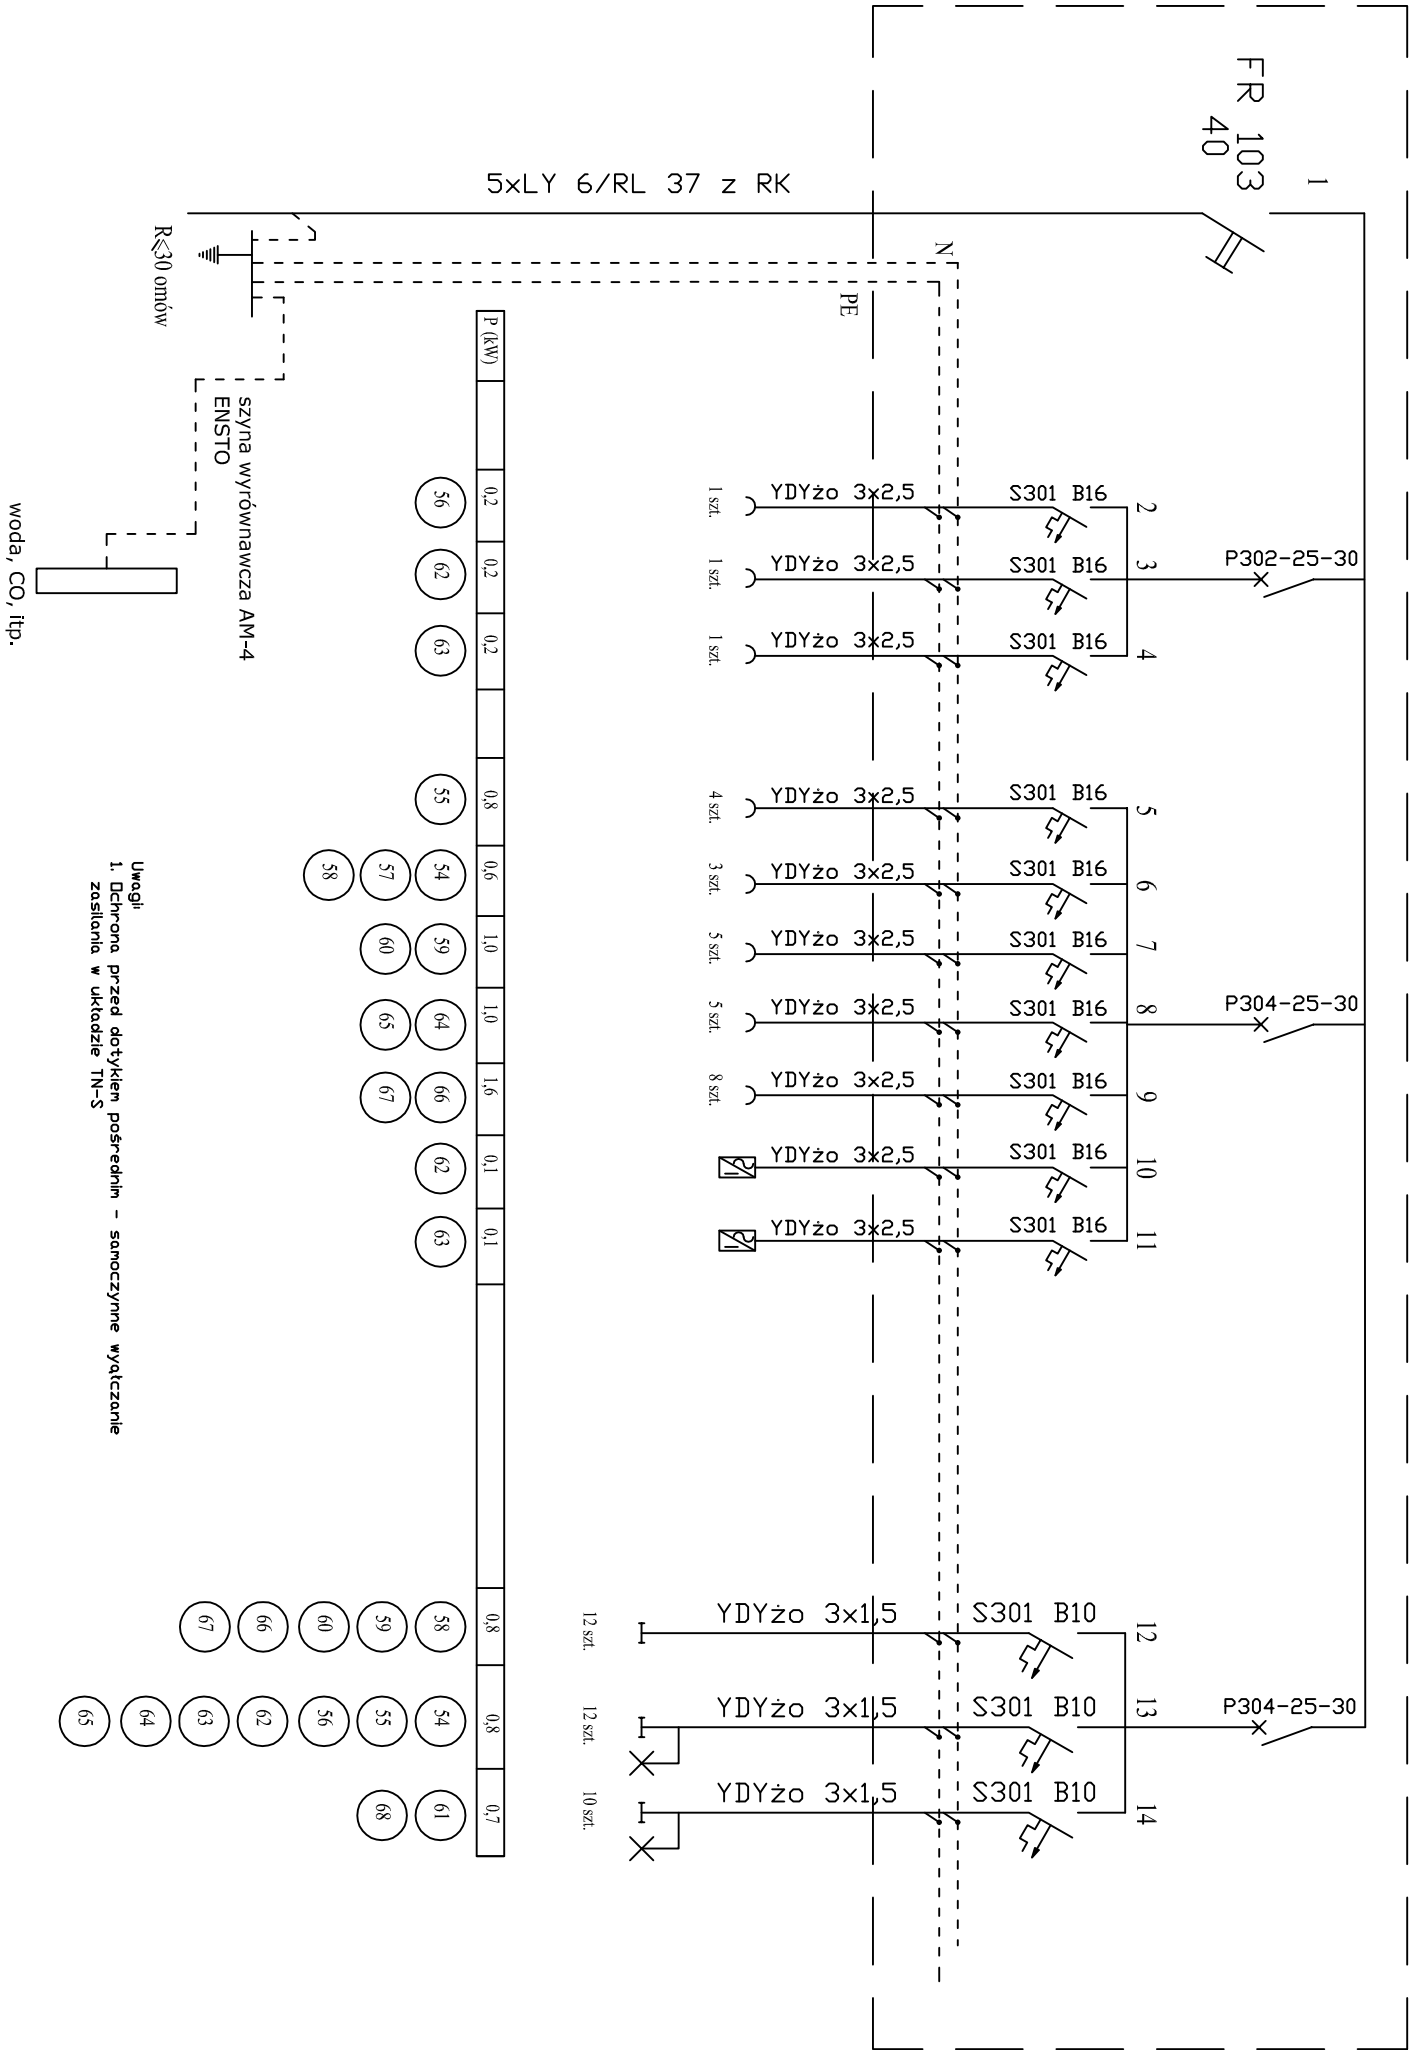 FR 103
40
1
5xLY 6/RL 37 z RK
N
PE
R≤30 omów
szyna wyrównawcza AM-4
ENSTO
woda, CO, itp.
P302-25-30
P304-25-30
P304-25-30
2
3
4
5
6
7
8
9
10
11
12
13
14
S301 B16
S301 B16
S301 B16
S301 B16
S301 B16
S301 B16
S301 B16
S301 B16
S301 B16
S301 B16
S301 B10
S301 B10
S301 B10
YDYżo 3x2,5
YDYżo 3x2,5
YDYżo 3x2,5
YDYżo 3x2,5
YDYżo 3x2,5
YDYżo 3x2,5
YDYżo 3x2,5
YDYżo 3x2,5
YDYżo 3x2,5
YDYżo 3x2,5
YDYżo 3x1,5
YDYżo 3x1,5
YDYżo 3x1,5
1 szt.
1 szt.
1 szt.
4 szt.
3 szt.
5 szt.
5 szt.
8 szt.
12 szt.
12 szt.
10 szt.
P (kW)
0,2
0,2
0,2
0,8
0,6
1,0
1,0
1,6
0,1
0,1
0,8
0,8
0,7
56
62
63
55
54
57
58
59
60
64
65
66
67
62
63
58
59
60
66
67
54
55
56
62
63
64
65
61
68
Uwagi:
1. Ochrona przed dotykiem pośrednim - samoczynne wyątczanie
zasilania w układzie TN-S